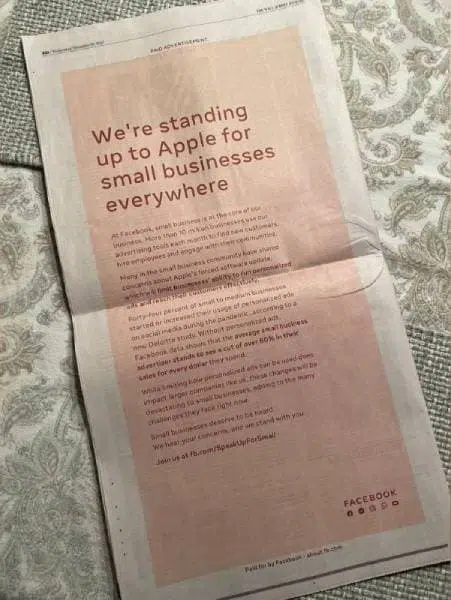 PAID ADVERTISEMENT
We're standing
up to Apple for
small businesses
everywhere
At Facebook, small business is at the core of our
business. More than 10 million businesses use our
advertising tools each month to find new customers,
hire employees and engage with their communities.
Many in the small business community have shared
concerns about Apple's forced software update,
which will limit businesses' ability to run personalized
ads and reach their customers effectively.
Forty-four percent of small to medium businesses
started or increased their usage of personalized ads
on social media during the pandemic, according to a
new Deloitte study. Without personalized ads,
Facebook data shows that the average small business
advertiser stands to see a cut of over 60% in their
sales for every dollar they spend.
While limiting how personalized ads can be used does
impact larger companies like us, these changes will be
devastating to small businesses, adding to the many
challenges they face right now.
Small businesses deserve to be heard.
We hear your concerns, and we stand with you.
Join us at fb.com/SpeakUpForSmall
FACEBOOK
Paid for by Facebook - about.fb.com